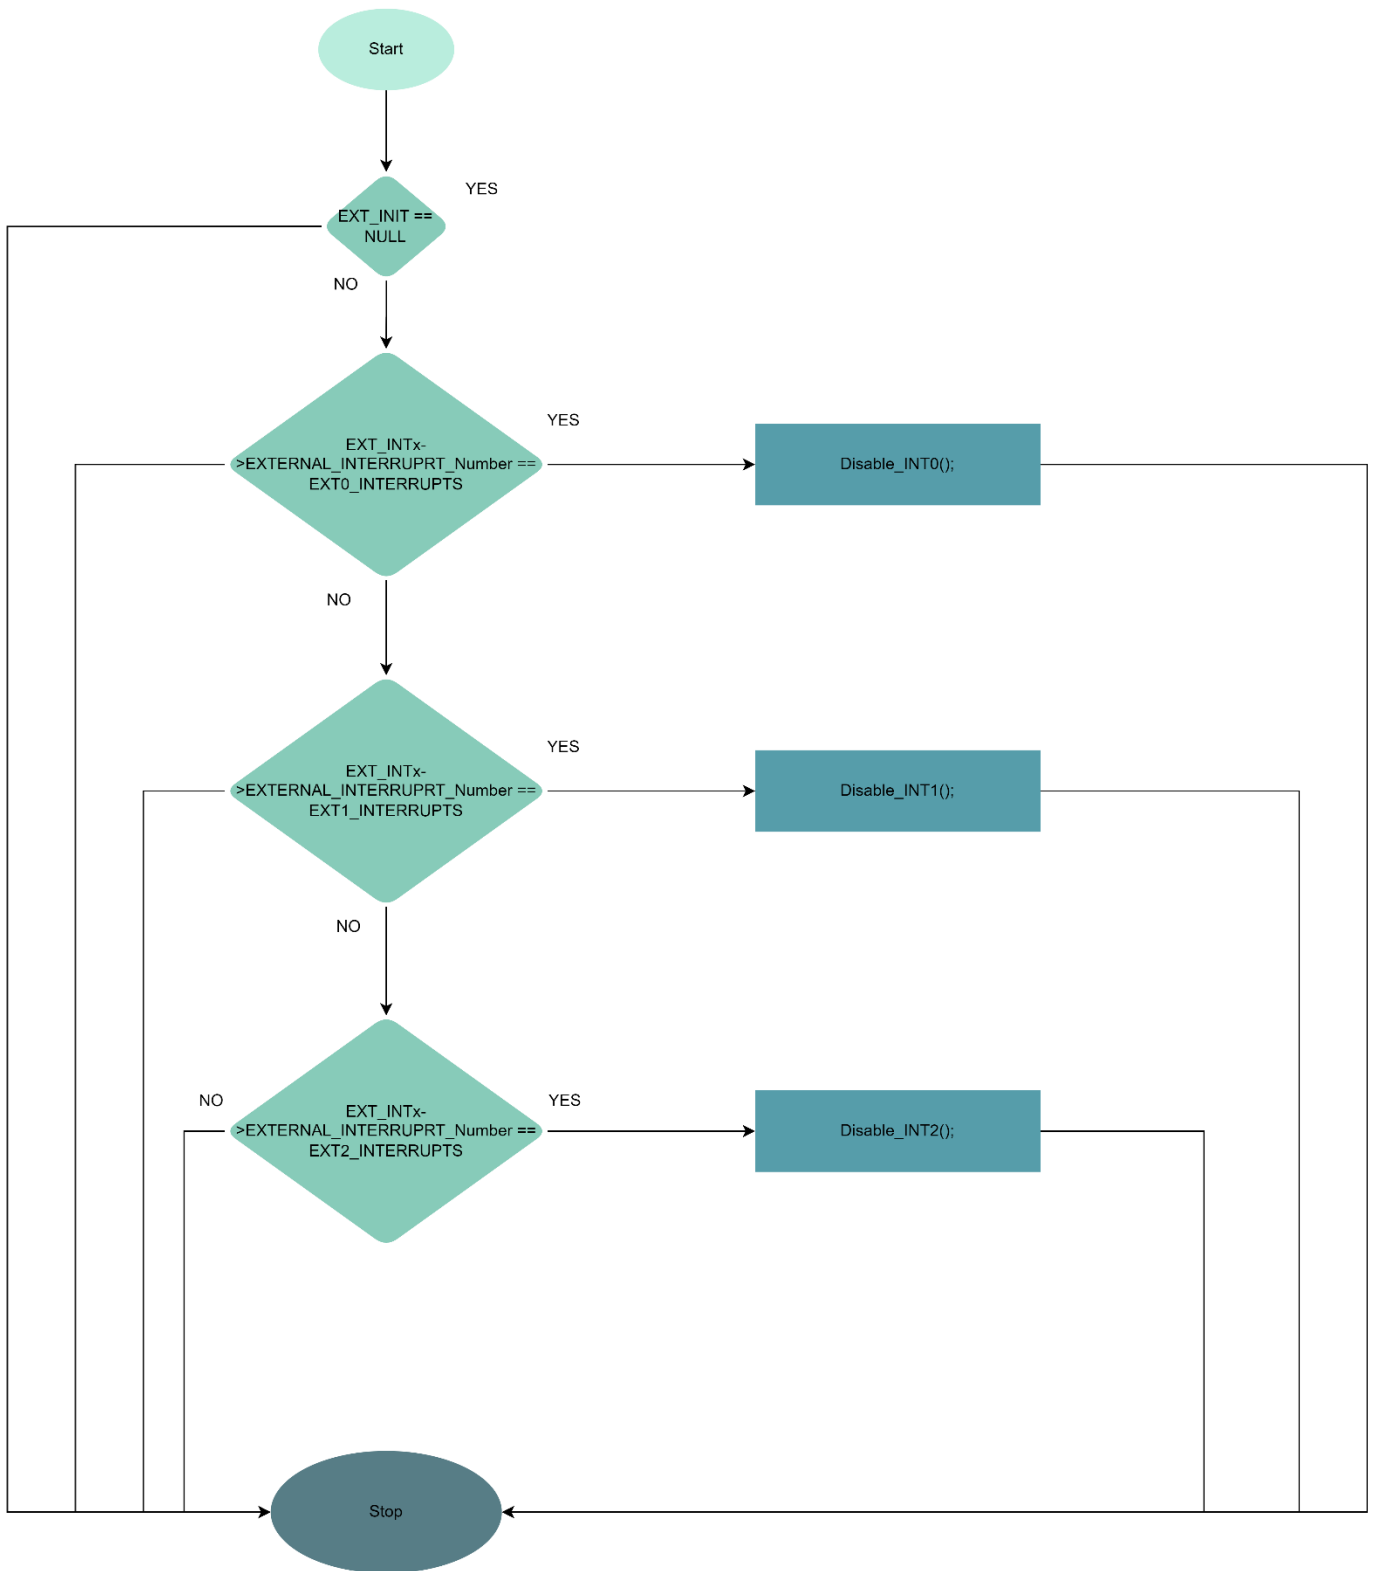 Start
YES
EXT_INIT ==
NULL
NO
YES
EXT_INTx-
>EXTERNAL_INTERRUPRT_Number ==
EXT0_INTERRUPTS
Disable_INT0();
NO
YES
EXT_INTx-
>EXTERNAL_INTERRUPRT_Number ==
EXT1_INTERRUPTS
Disable_INT1();
NO
NO
YES
EXT_INTx-
>EXTERNAL_INTERRUPRT_Number ==
EXT2_INTERRUPTS
Disable_INT2();
Stop